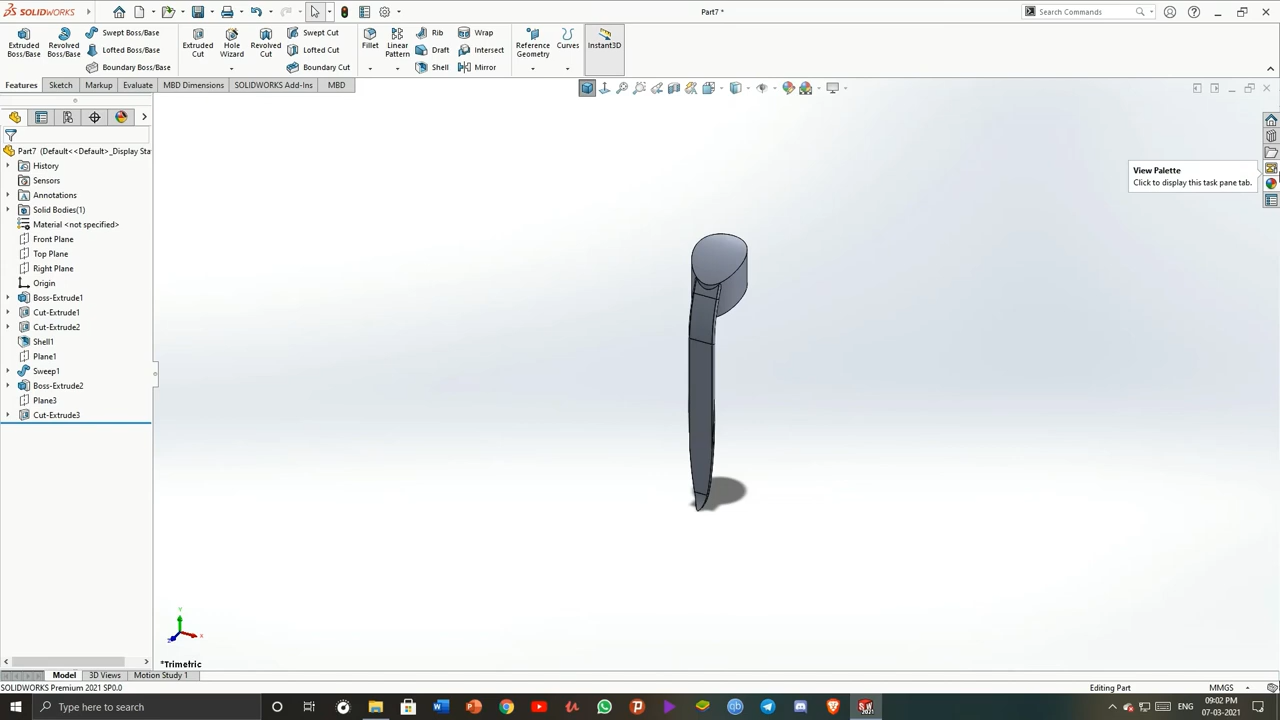 SOLIDWORKS
Part7 *
Search Commands
Extruded Boss/Base
Revolved Boss/Base
Swept Boss/Base
Lofted Boss/Base
Boundary Boss/Base
Extruded Cut
Hole Wizard
Revolved Cut
Swept Cut
Lofted Cut
Boundary Cut
Fillet
Linear Pattern
Rib
Draft
Shell
Wrap
Intersect
Mirror
Reference Geometry
Curves
Instant3D
Features
Sketch
Markup
Evaluate
MBD Dimensions
SOLIDWORKS Add-Ins
MBD
Part7 (Default<<Default>_Display Sta
History
Sensors
Annotations
Solid Bodies(1)
Material <not specified>
Front Plane
Top Plane
Right Plane
Origin
Boss-Extrude1
Cut-Extrude1
Cut-Extrude2
Shell1
Plane1
Sweep1
Boss-Extrude2
Plane3
Cut-Extrude3
View Palette
Click to display this task pane tab.
Y
X
Z
*Trimetric
Model
3D Views
Motion Study 1
SOLIDWORKS Premium 2021 SP0.0
Editing Part
MMGS
Type here to search
ENG
09:02 PM
07-03-2021